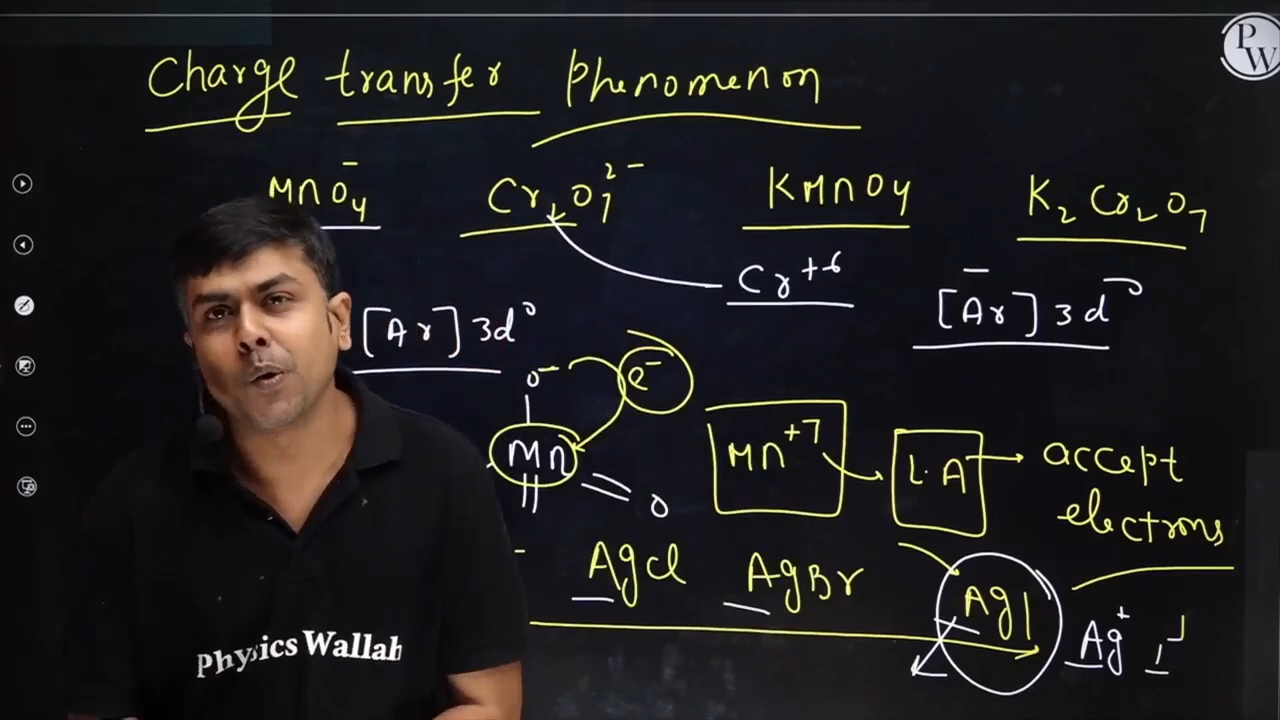 PW
Charge transfer Phenomenon
MnO₄⁻ Cr₂O₇²⁻ KMnO₄ K₂Cr₂O₇
Cr⁺⁶
[Ar] 3d⁰ [Ar] 3d⁰
O⁻ e⁻
Mn Mn⁺⁷ L.A accept
O electrons
AgCl AgBr AgI Ag⁺ I⁻
Physics Wallah